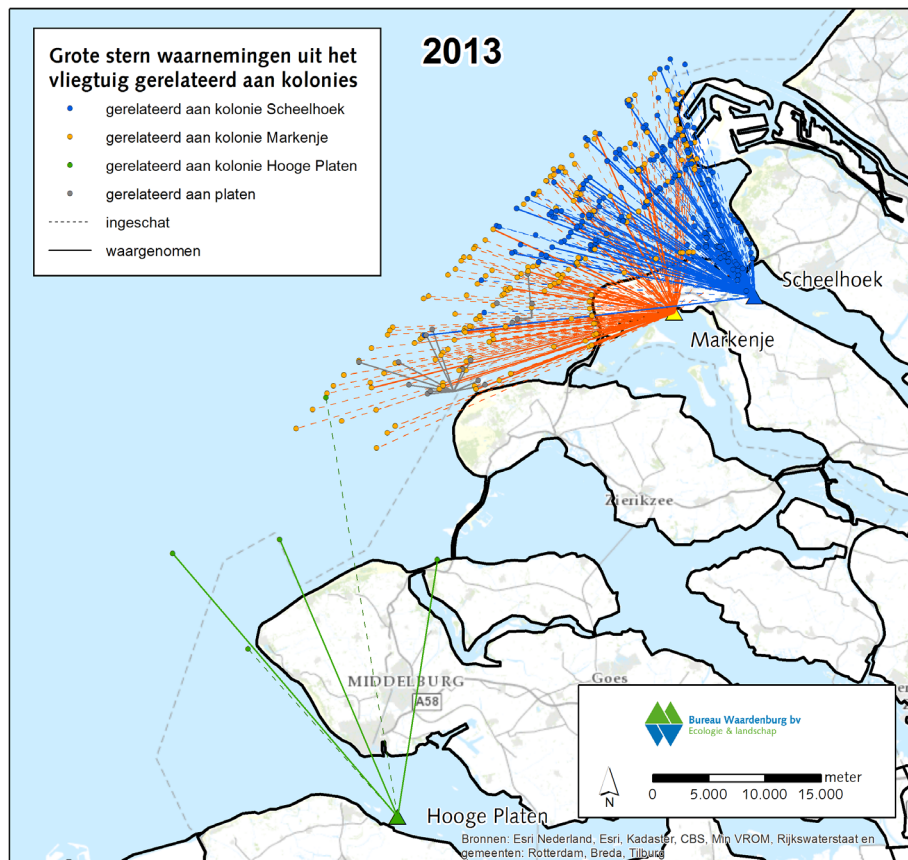 2013
Grote stern waarnemingen uit het
vliegtuig gerelateerd aan kolonies
gerelateerd aan kolonie Scheelhoek
gerelateerd aan kolonie Markenje
gerelateerd aan kolonie Hooge Platen
gerelateerd aan platen
ingeschat
waargenomen
Scheelhoek
Markenje
Zierikzee
MIDDELBURG
A58
Goes
Bureau Waardenburg bv
Ecologie & landschap
N
meter
0 5.000 10.000 15.000
Hooge Platen
Bronnen: Esri Nederland, Esri, Kadaster, CBS, Min VROM, Rijkswaterstaat en
gemeenten: Rotterdam, Breda, Tilburg